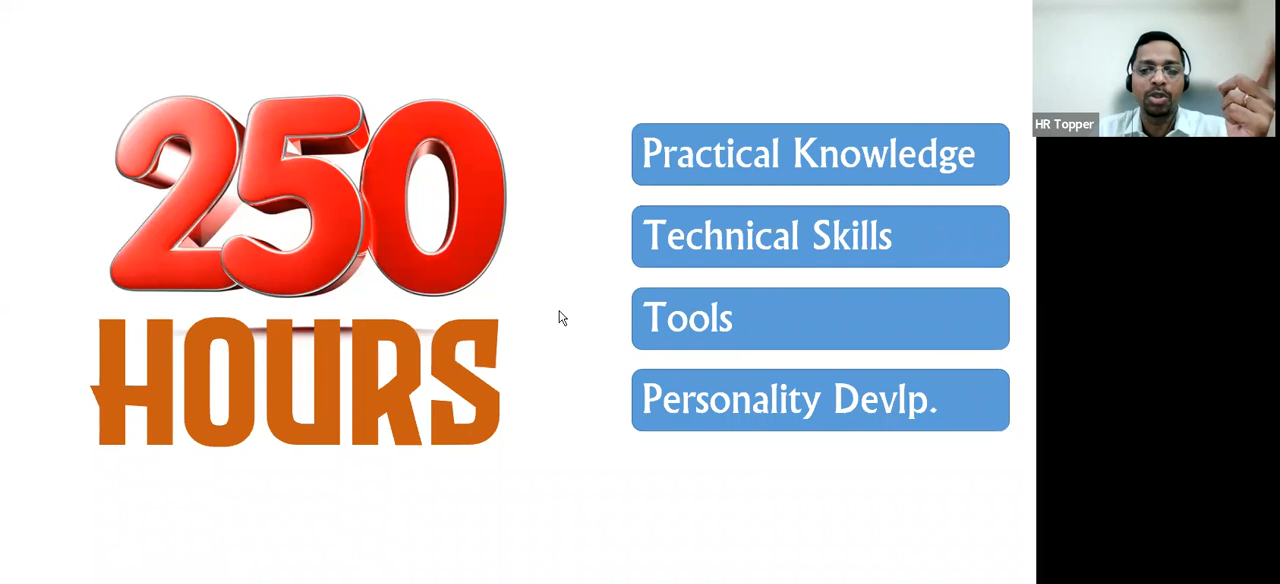 250
HOURS
Practical Knowledge
Technical Skills
Tools
Personality Devlp.
HR Topper